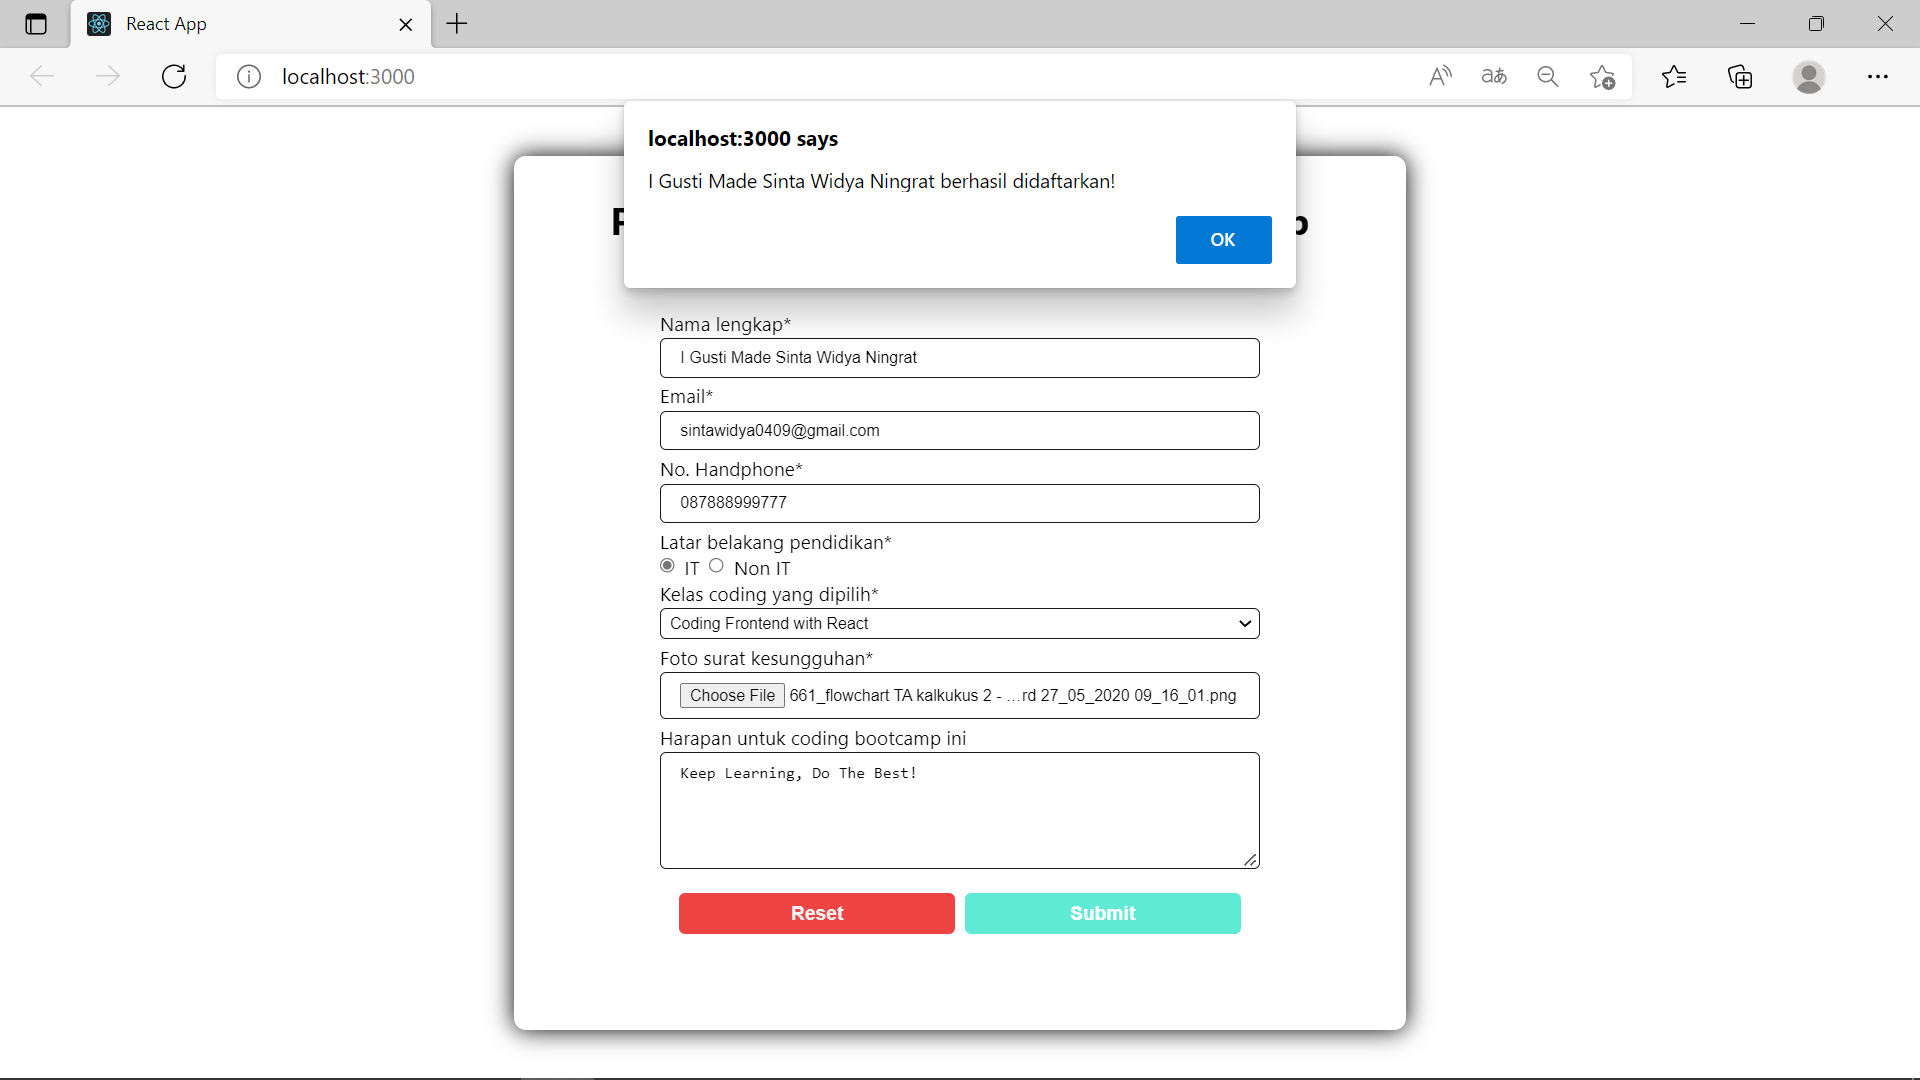 React App
localhost:3000
localhost:3000 says
I Gusti Made Sinta Widya Ningrat berhasil didaftarkan!
OK
Nama lengkap*
I Gusti Made Sinta Widya Ningrat
Email*
sintawidya0409@gmail.com
No. Handphone*
087888999777
Latar belakang pendidikan*
IT Non IT
Kelas coding yang dipilih*
Coding Frontend with React
Foto surat kesungguhan*
Choose File 661_flowchart TA kalkukus 2 - ...rd 27_05_2020 09_16_01.png
Harapan untuk coding bootcamp ini
Keep Learning, Do The Best!
Reset Submit